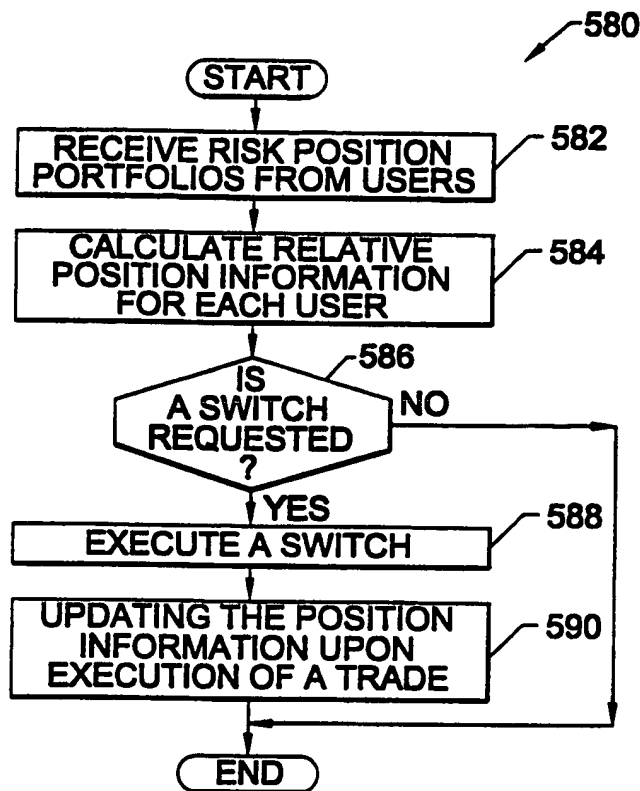 580
START
RECEIVE RISK POSITION
PORTFOLIOS FROM USERS
582
CALCULATE RELATIVE
POSITION INFORMATION
FOR EACH USER
584
586
IS
A SWITCH
REQUESTED
?
NO
YES
588
EXECUTE A SWITCH
UPDATING THE POSITION
INFORMATION UPON
EXECUTION OF A TRADE
590
END